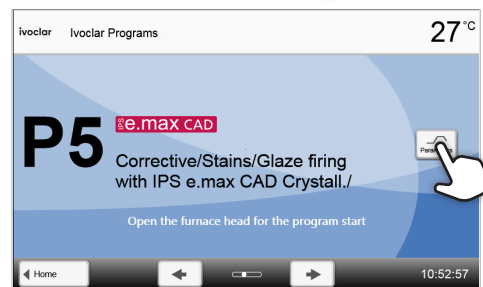 ivoclar Ivoclar Programs 27°C
P5 IPS e.max CAD
Corrective/Stains/Glaze firing
with IPS e.max CAD Crystall./
Open the furnace head for the program start
Home 10:52:57